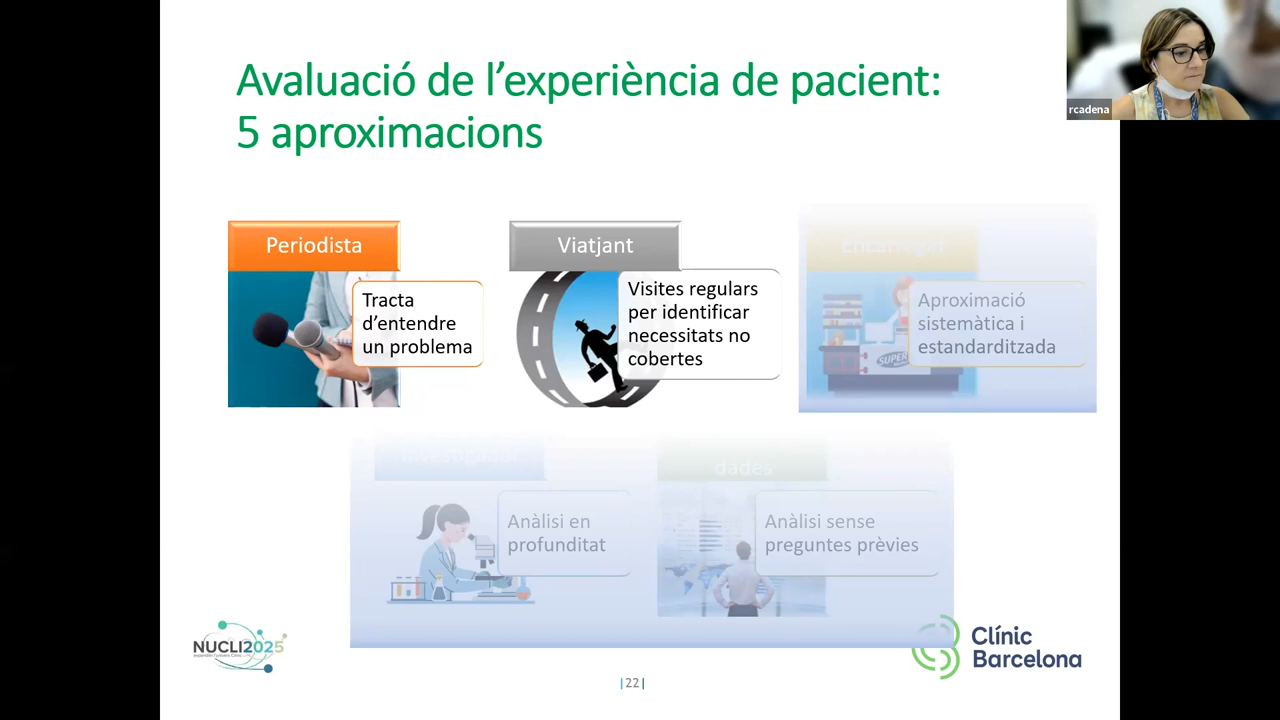 rcadena
Avaluació de l'experiència de pacient:
5 aproximacions
Periodista
Tracta
d'entendre
un problema
Viatjant
Visites regulars
per identificar
necessitats no
cobertes
Aproximació
sistemàtica i
estandarditzada
SUPER
Anàlisi en
profunditat
dades
Anàlisi sense
preguntes prèvies
NUCLI2025
Clínic
Barcelona
|22|